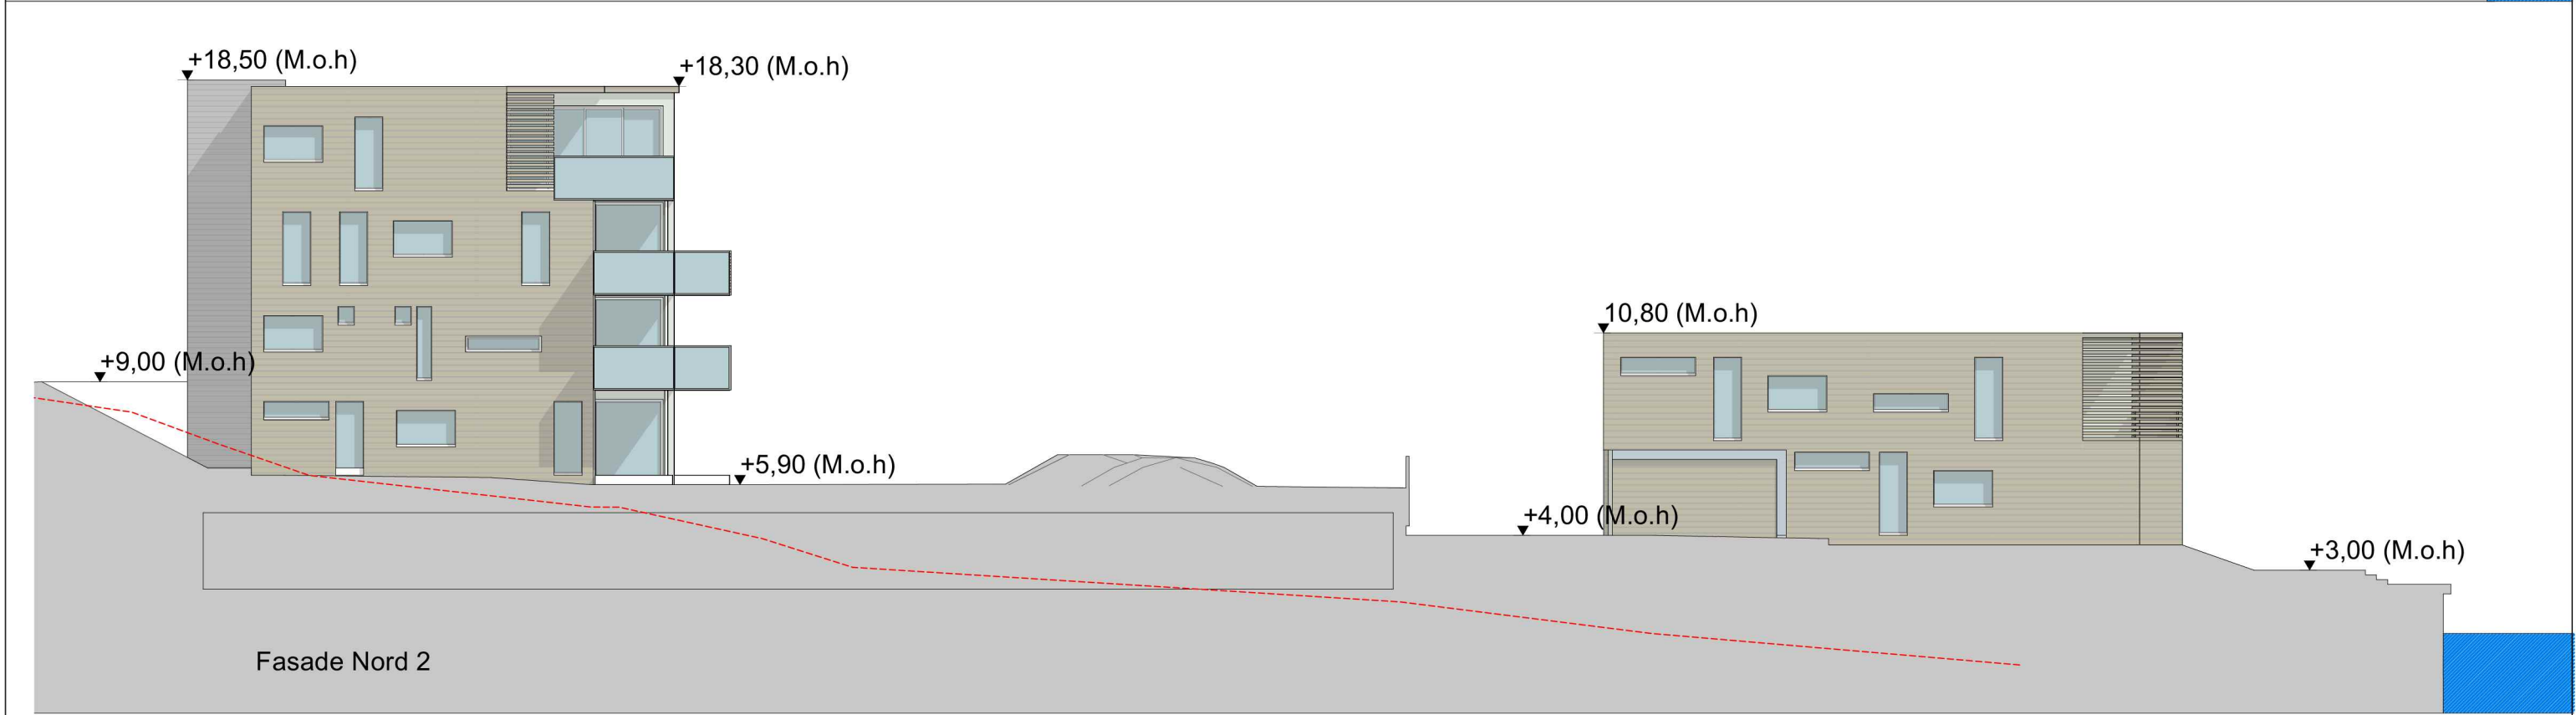 +18,50 (M.o.h)
+18,30 (M.o.h)
10,80 (M.o.h)
+9,00 (M.o.h)
+5,90 (M.o.h)
+4,00 (M.o.h)
+3,00 (M.o.h)
Fasade Nord 2